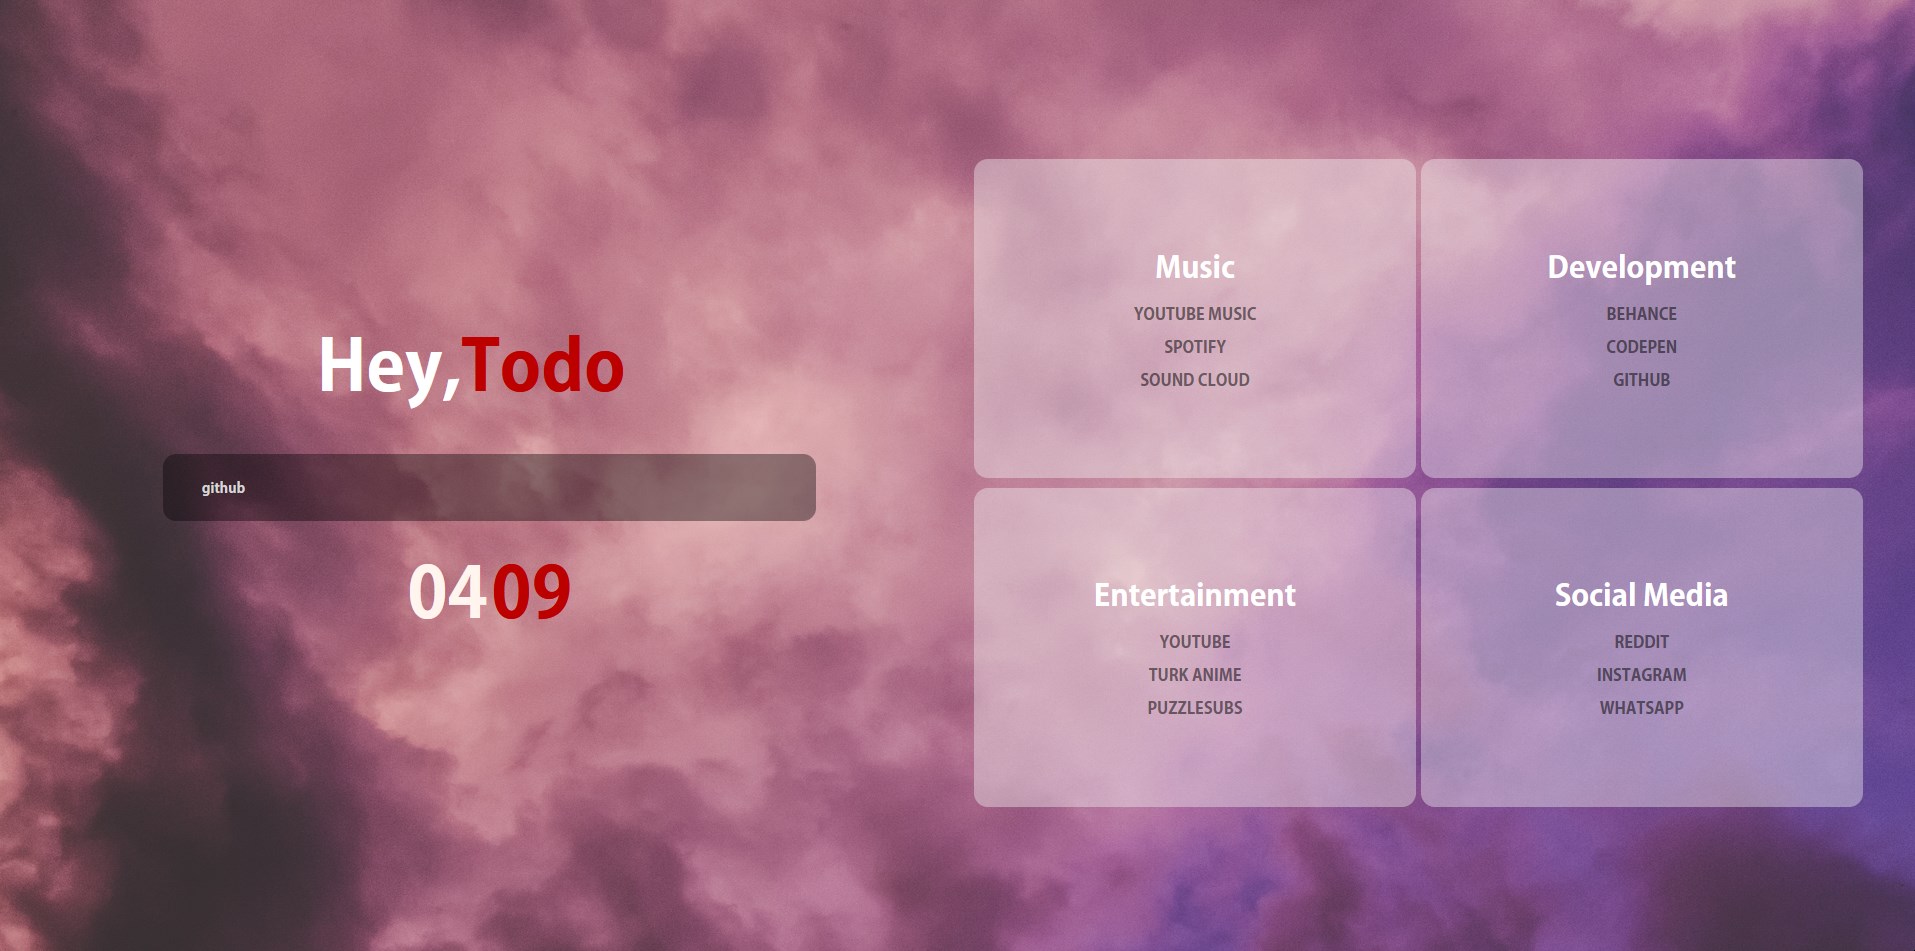 Hey,Todo
github
0409
Music
YOUTUBE MUSIC
SPOTIFY
SOUND CLOUD
Development
BEHANCE
CODEPEN
GITHUB
Entertainment
YOUTUBE
TURK ANIME
PUZZLESUBS
Social Media
REDDIT
INSTAGRAM
WHATSAPP